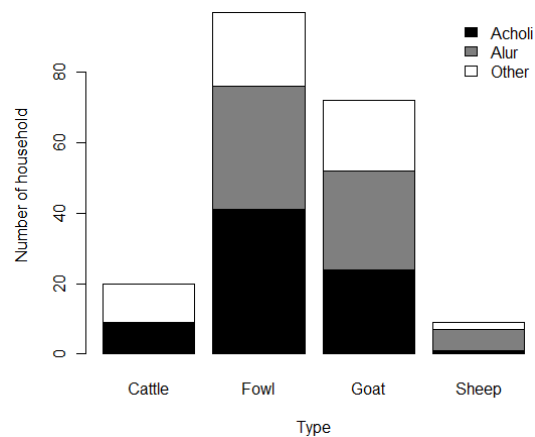 Acholi
Alur
Other
Number of household
80
60
40
20
0
Cattle Fowl Goat Sheep
Type